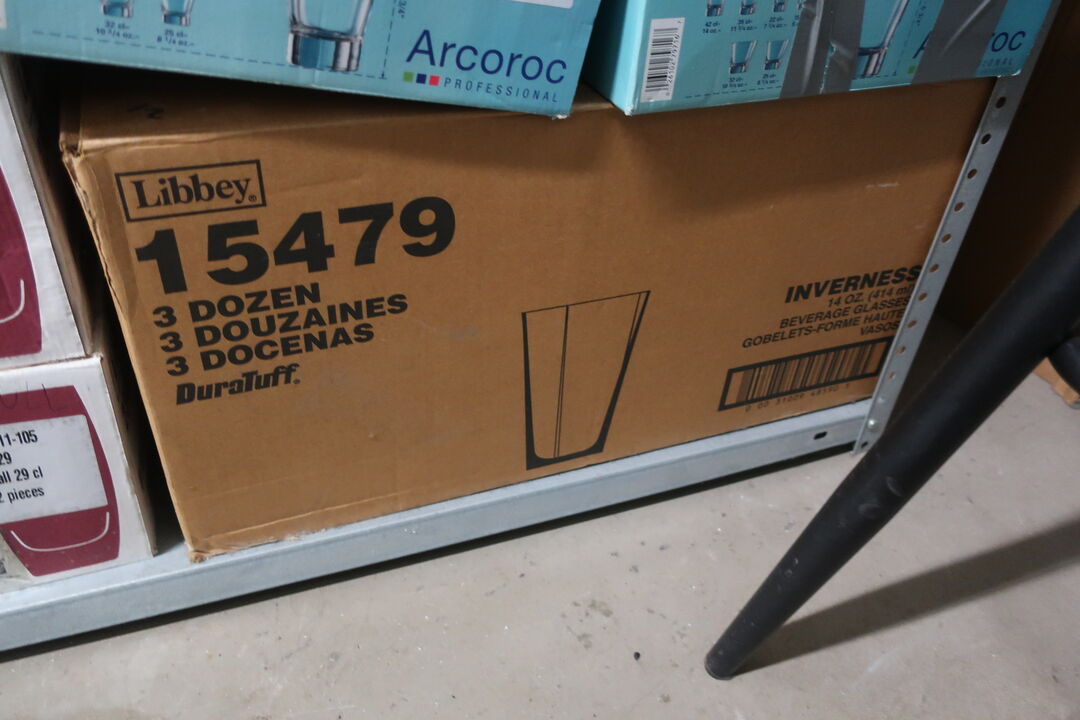 Arcoroc
PROFESSIONAL
Libbey®
15479
3 DOZEN
3 DOUZAINES
3 DOCENAS
DuraTuff®
INVERNESS
14 OZ. (414 ml
BEVERAGE GLASSES
GOBELETS-FORME HAUTE
VASOS
11-105
29
all 29 cl
2 pieces